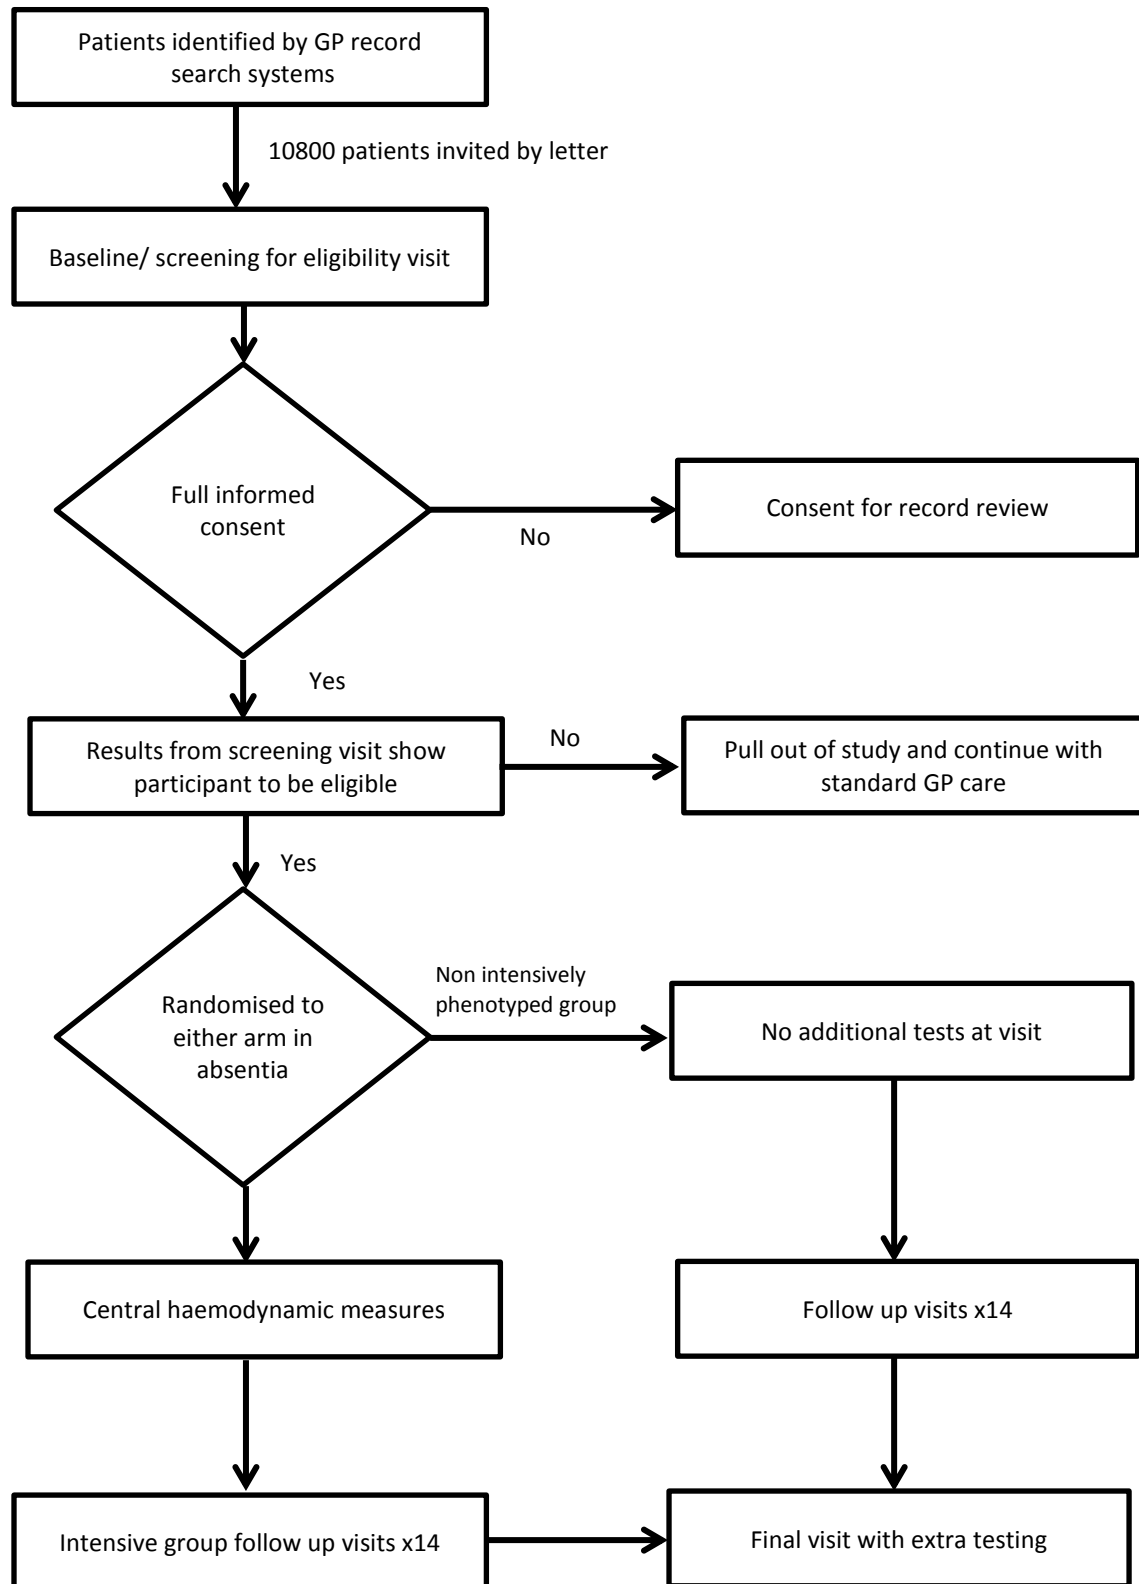 Patients identified by GP record
search systems
10800 patients invited by letter
Baseline/ screening for eligibility visit
Full informed
consent
No
Consent for record review
Yes
Results from screening visit show
participant to be eligible
No
Pull out of study and continue with
standard GP care
Yes
Randomised to
either arm in
absentia
Non intensively
phenotyped group
No additional tests at visit
Central haemodynamic measures
Follow up visits x14
Intensive group follow up visits x14
Final visit with extra testing